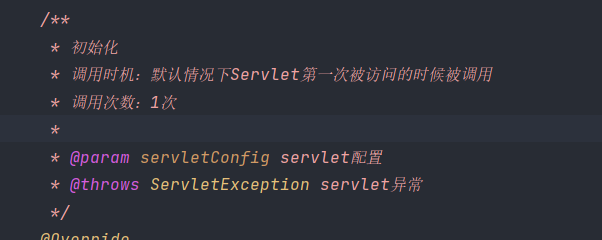 /**
* 初始化
* 调用时机：默认情况下Servlet第一次被访问的时候被调用
* 调用次数：1次
*
* @param servletConfig servlet配置
* @throws ServletException servlet异常
*/
@Override